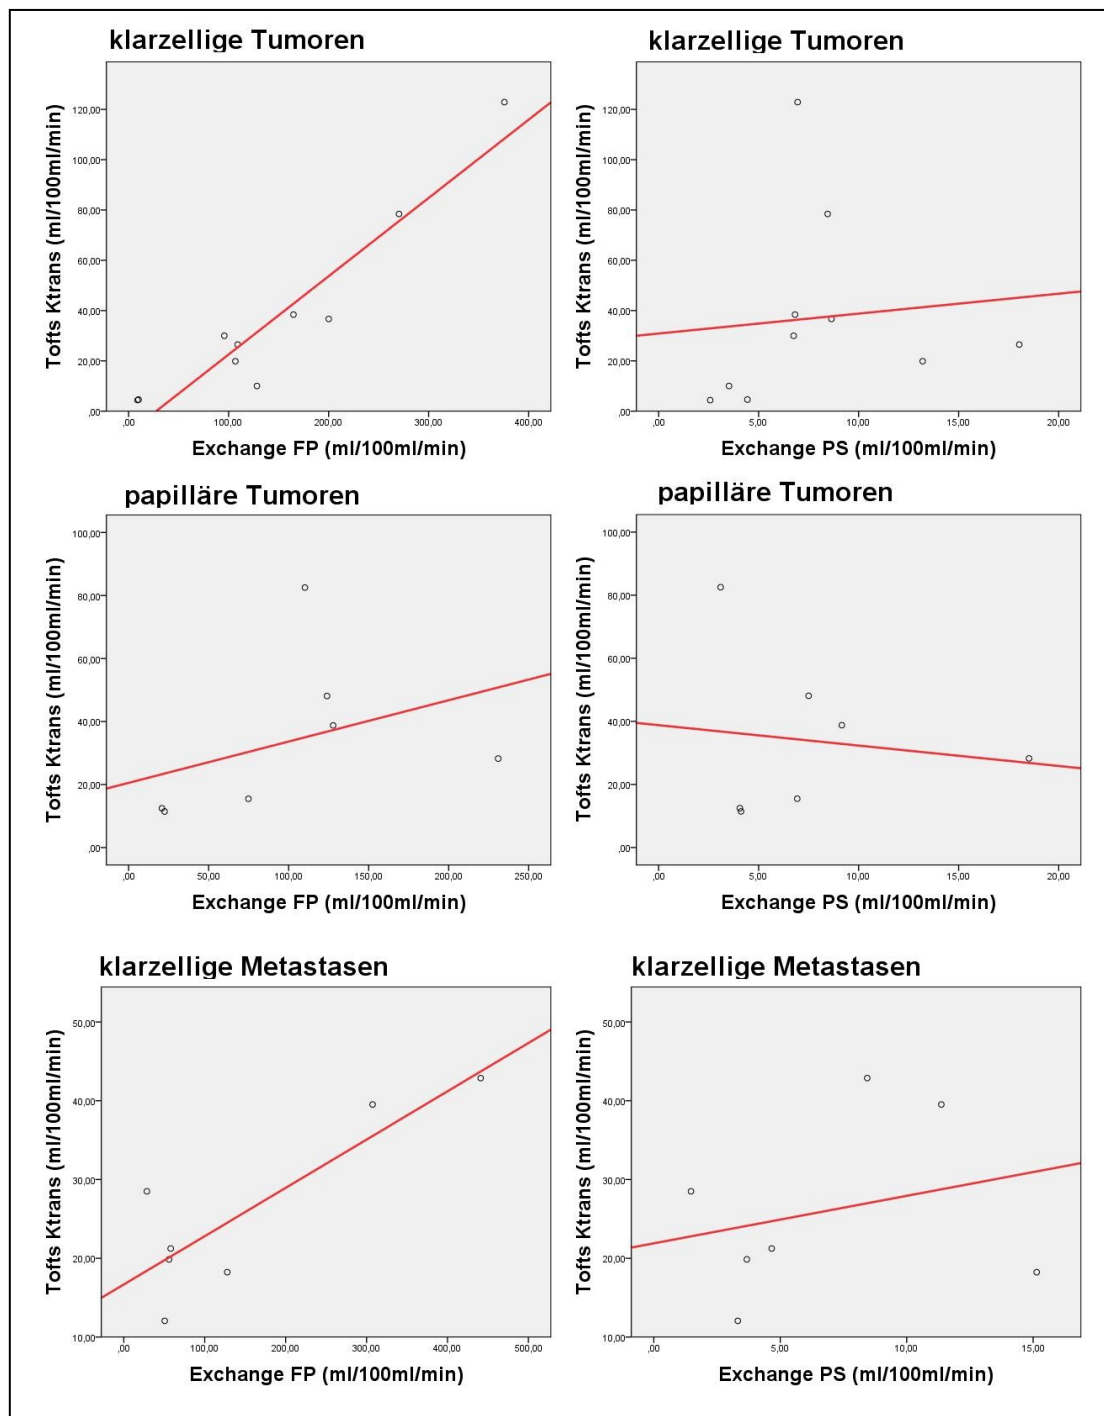 klarzellige Tumoren
Tofts Ktrans (ml/100ml/min)
120,00
100,00
80,00
60,00
40,00
20,00
,00
,00 100,00 200,00 300,00 400,00
Exchange FP (ml/100ml/min)
klarzellige Tumoren
Tofts Ktrans (ml/100ml/min)
120,00
100,00
80,00
60,00
40,00
20,00
,00
,00 5,00 10,00 15,00 20,00
Exchange PS (ml/100ml/min)
papilläre Tumoren
Tofts Ktrans (ml/100ml/min)
100,00
80,00
60,00
40,00
20,00
,00
,00 50,00 100,00 150,00 200,00 250,00
Exchange FP (ml/100ml/min)
papilläre Tumoren
Tofts Ktrans (ml/100ml/min)
100,00
80,00
60,00
40,00
20,00
,00
,00 5,00 10,00 15,00 20,00
Exchange PS (ml/100ml/min)
klarzellige Metastasen
Tofts Ktrans (ml/100ml/min)
50,00
40,00
30,00
20,00
10,00
,00 100,00 200,00 300,00 400,00 500,00
Exchange FP (ml/100ml/min)
klarzellige Metastasen
Tofts Ktrans (ml/100ml/min)
50,00
40,00
30,00
20,00
10,00
,00 5,00 10,00 15,00
Exchange PS (ml/100ml/min)